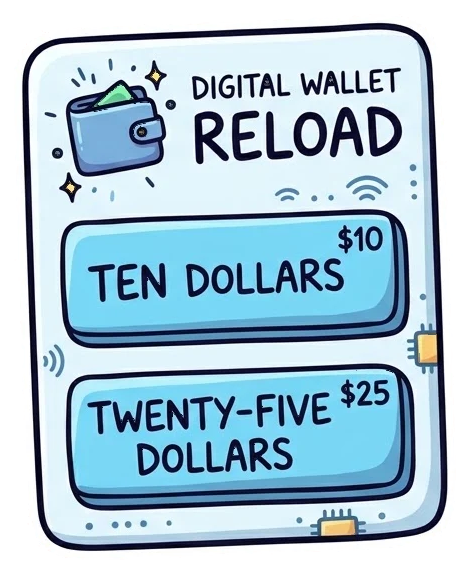 DIGITAL WALLET
RELOAD
$10
TEN DOLLARS
$25
TWENTY-FIVE
DOLLARS